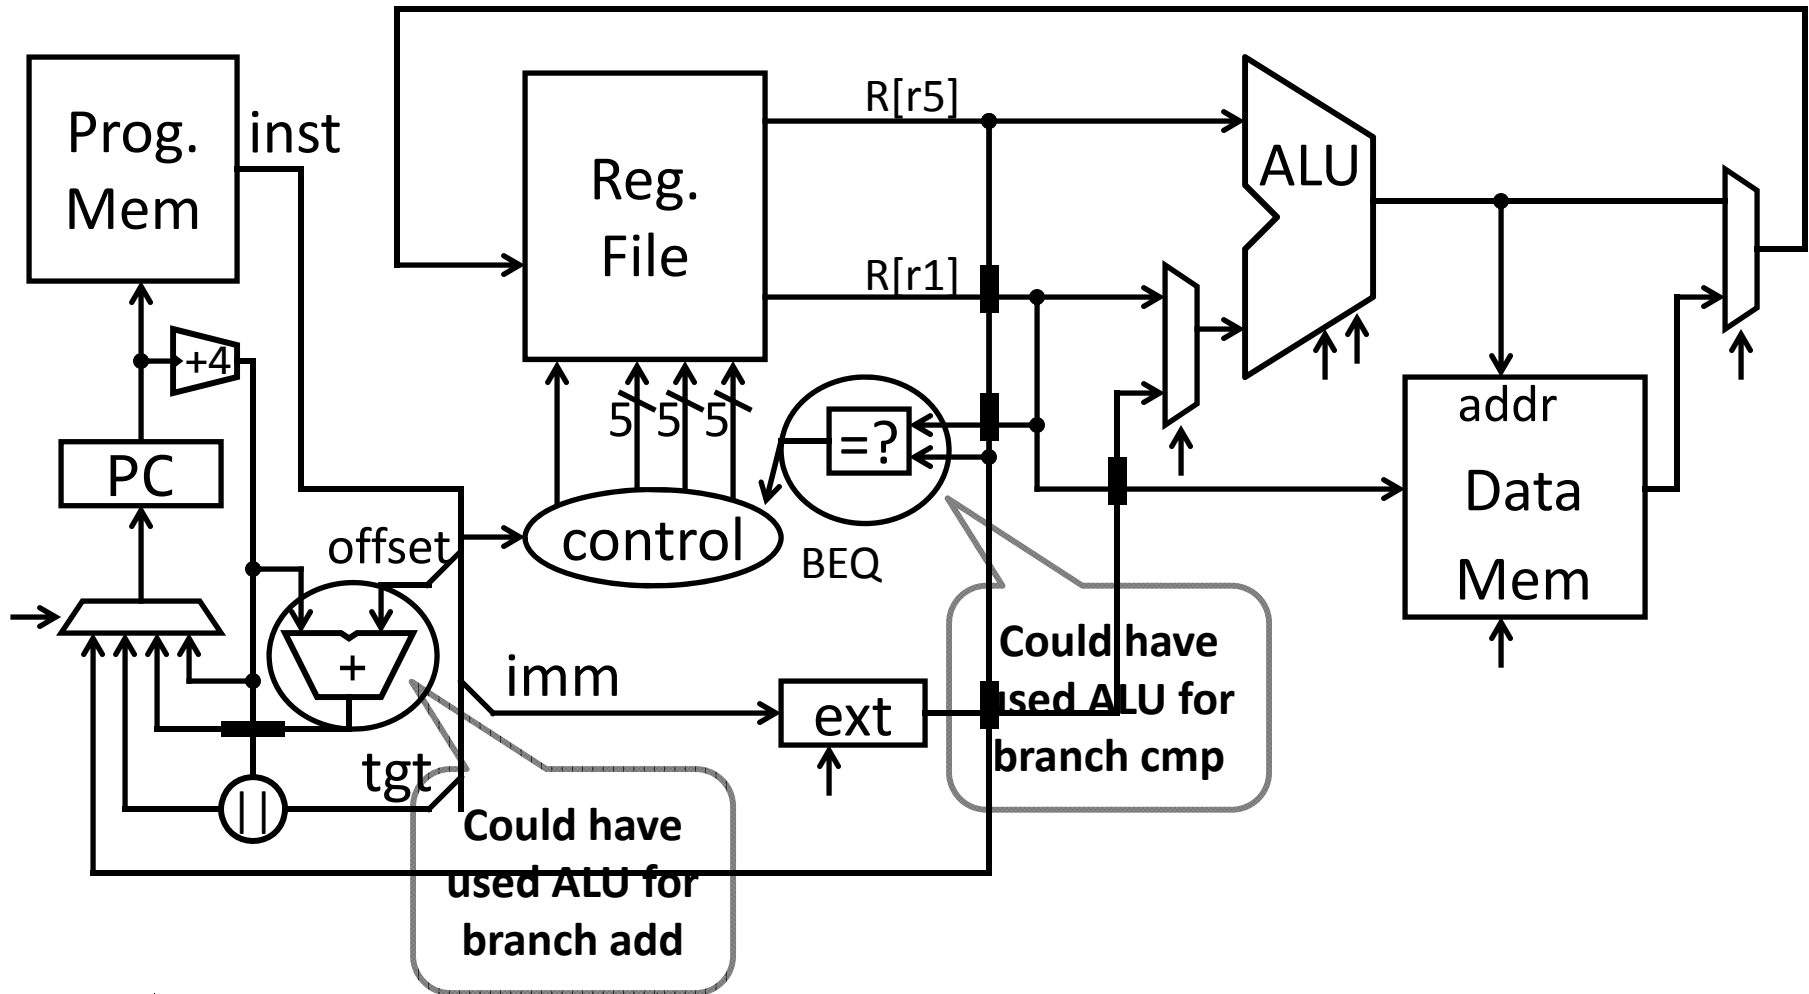 Prog.
Mem
inst
Reg.
File
R[r5]
R[r1]
ALU
+4
5 5 5
=?
addr
Data
Mem
PC
control
BEQ
offset
+
imm
ext
tgt
||
Could have
used ALU for
branch cmp
Could have
used ALU for
branch add